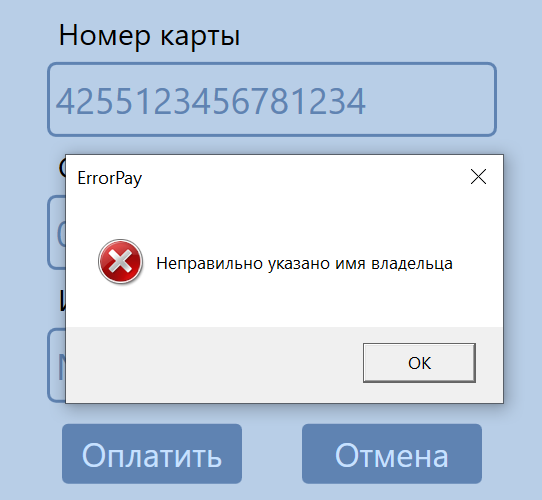 Номер карты
4255123456781234
ErrorPay
Неправильно указано имя владельца
OK
Оплатить
Отмена